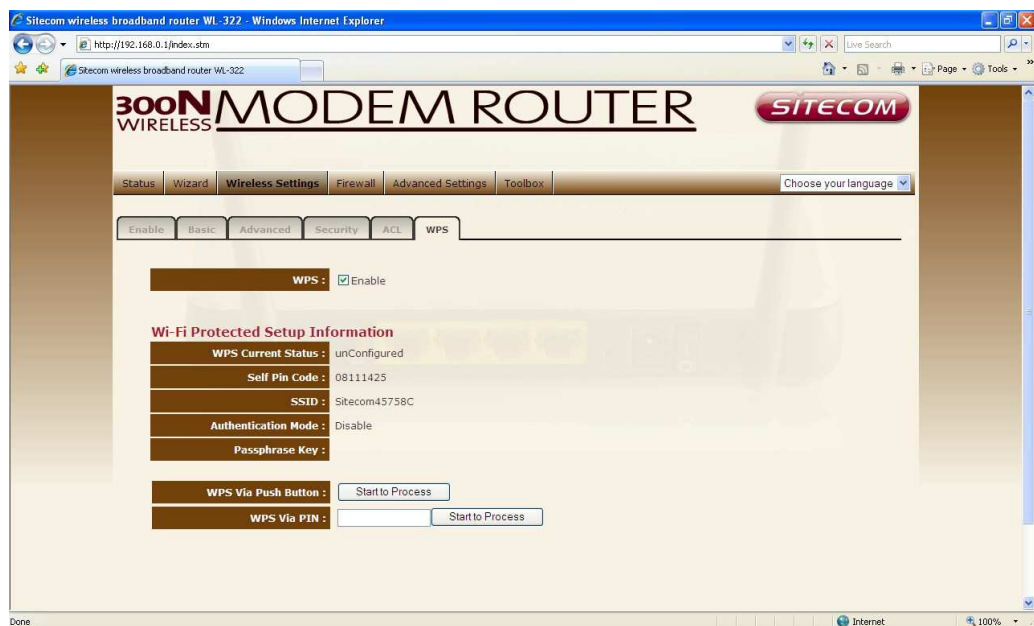 Sitecom wireless broadband router WL-322 - Windows Internet Explorer
http://192.168.0.1/index.stm
Live Search
Sitecom wireless broadband router WL-322
Page
Tools
300N WIRELESS MODEM ROUTER
SITECOM
Status Wizard Wireless Settings Firewall Advanced Settings Toolbox Choose your language
Enable Basic Advanced Security ACL WPS
WPS : Enable
Wi-Fi Protected Setup Information
WPS Current Status : unConfigured
Self Pin Code : 08111425
SSID : Sitecom45758C
Authentication Mode : Disable
Passphrase Key :
WPS Via Push Button : Start to Process
WPS Via PIN : Start to Process
Done
Internet
100%